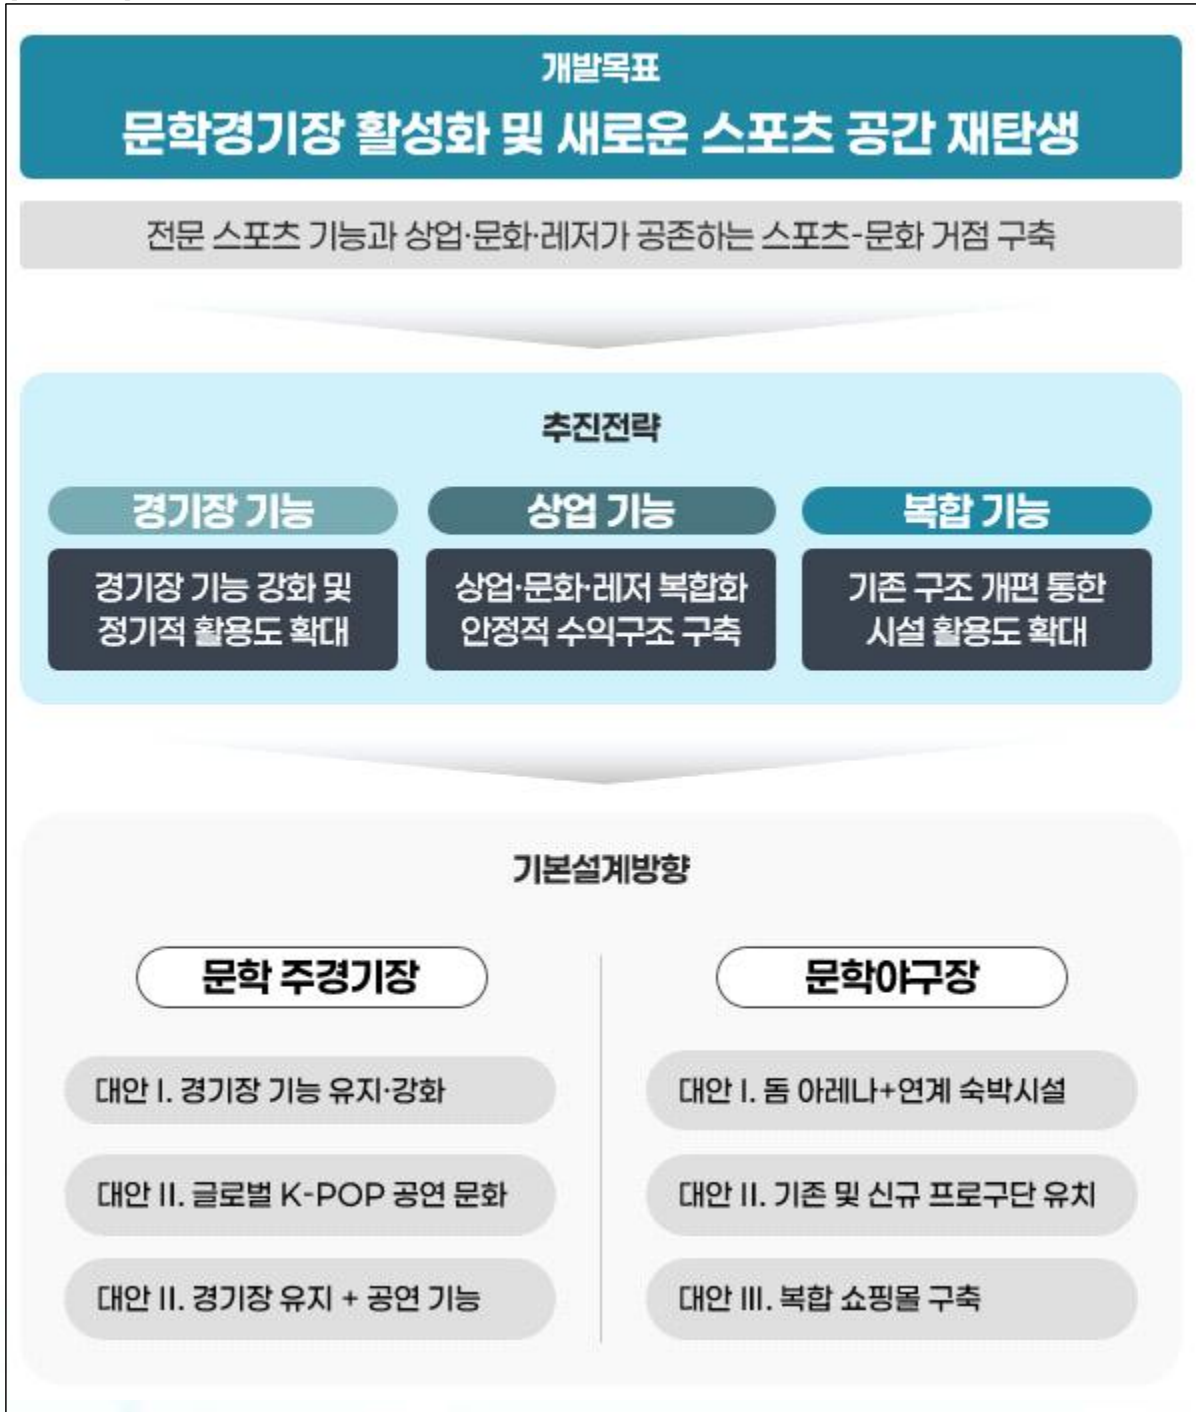 개발목표
문학경기장 활성화 및 새로운 스포츠 공간 재탄생
전문 스포츠 기능과 상업·문화·레저가 공존하는 스포츠-문화 거점 구축
추진전략
경기장 기능
경기장 기능 강화 및
정기적 활용도 확대
상업 기능
상업·문화·레저 복합화
안정적 수익구조 구축
복합 기능
기존 구조 개편 통한
시설 활용도 확대
기본설계방향
문학 주경기장
대안 I. 경기장 기능 유지·강화
대안 II. 글로벌 K-POP 공연 문화
대안 II. 경기장 유지 + 공연 기능
문학야구장
대안 I. 돔 아레나+연계 숙박시설
대안 II. 기존 및 신규 프로구단 유치
대안 III. 복합 쇼핑몰 구축